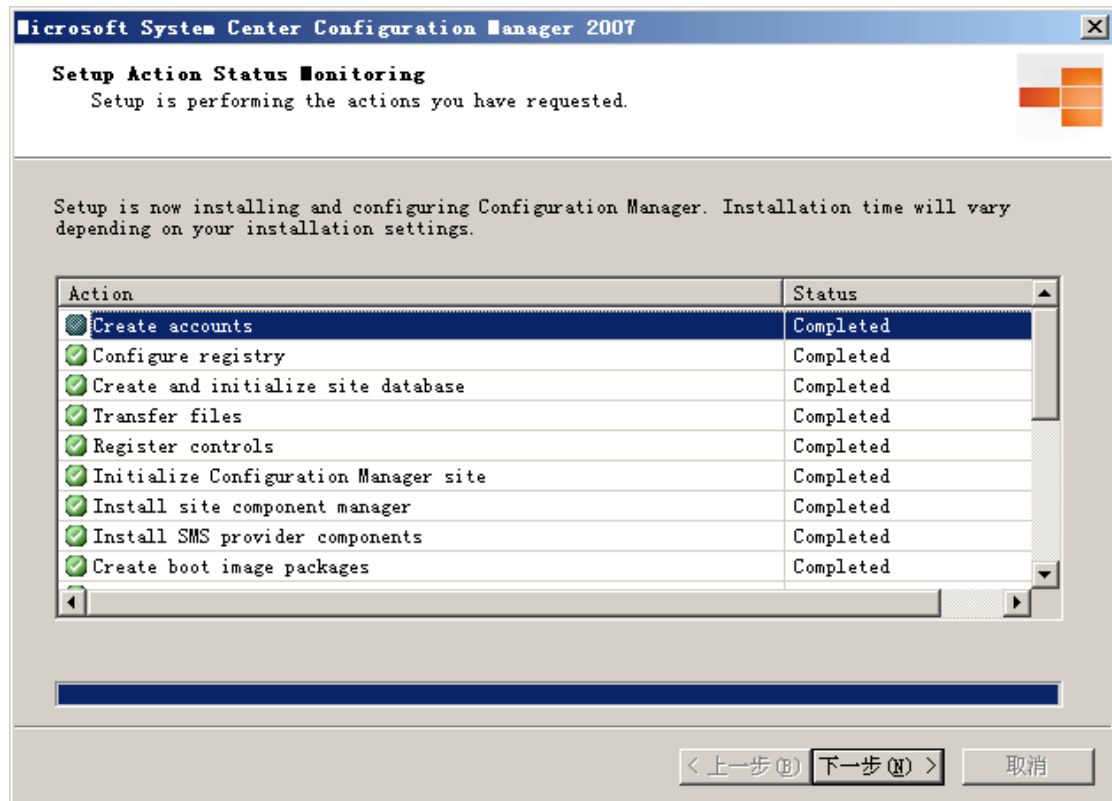 Microsoft System Center Configuration Manager 2007
Setup Action Status Monitoring
Setup is performing the actions you have requested.
Setup is now installing and configuring Configuration Manager. Installation time will vary
depending on your installation settings.
Action Status
Create accounts Completed
Configure registry Completed
Create and initialize site database Completed
Transfer files Completed
Register controls Completed
Initialize Configuration Manager site Completed
Install site component manager Completed
Install SMS provider components Completed
Create boot image packages Completed
< 上一步(B) 下一步(N) > 取消